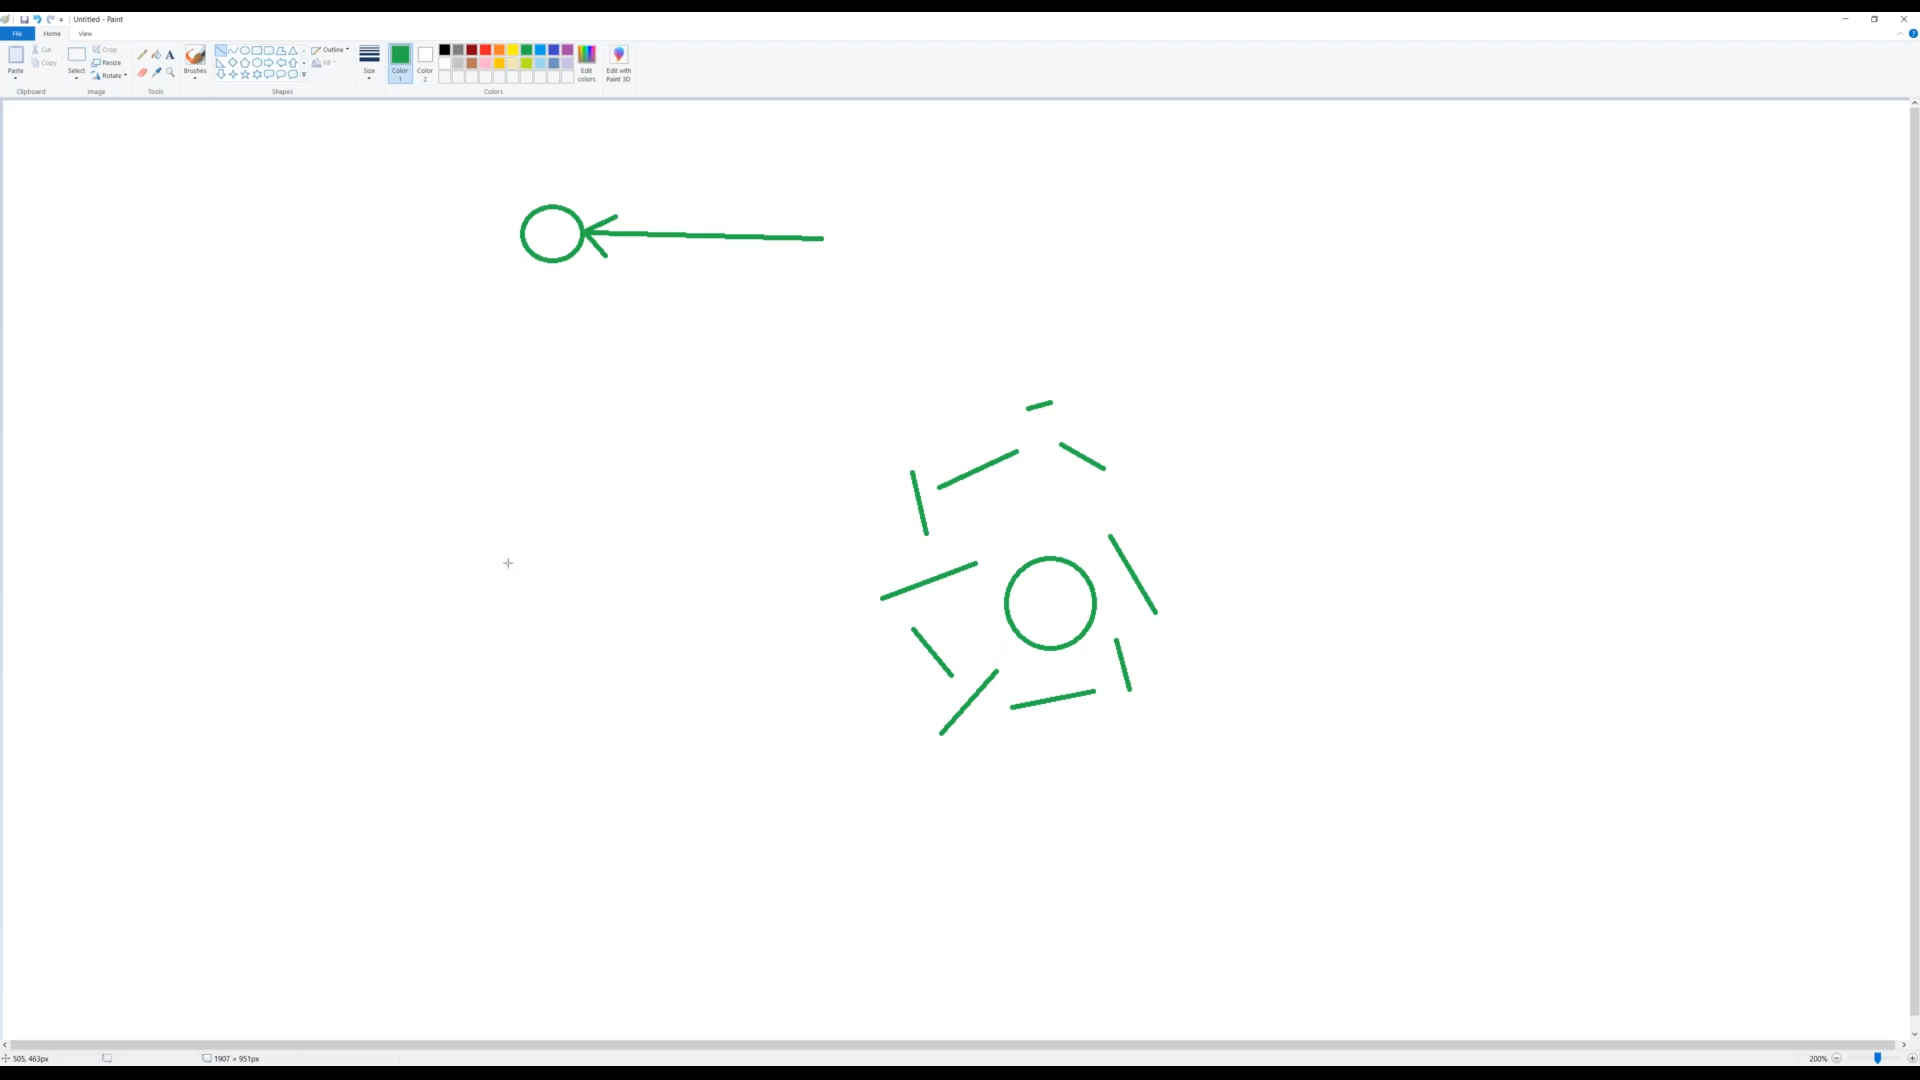 Untitled - Paint
File Home View
Paste
Cut
Copy
Clipboard
Select
Crop
Resize
Rotate
Image
A
Tools
Brushes
Outline
Fill
Shapes
Size
Color 1
Color 2
Edit colors
Colors
Edit with Paint 3D
505, 463px
1907 × 951px
200%